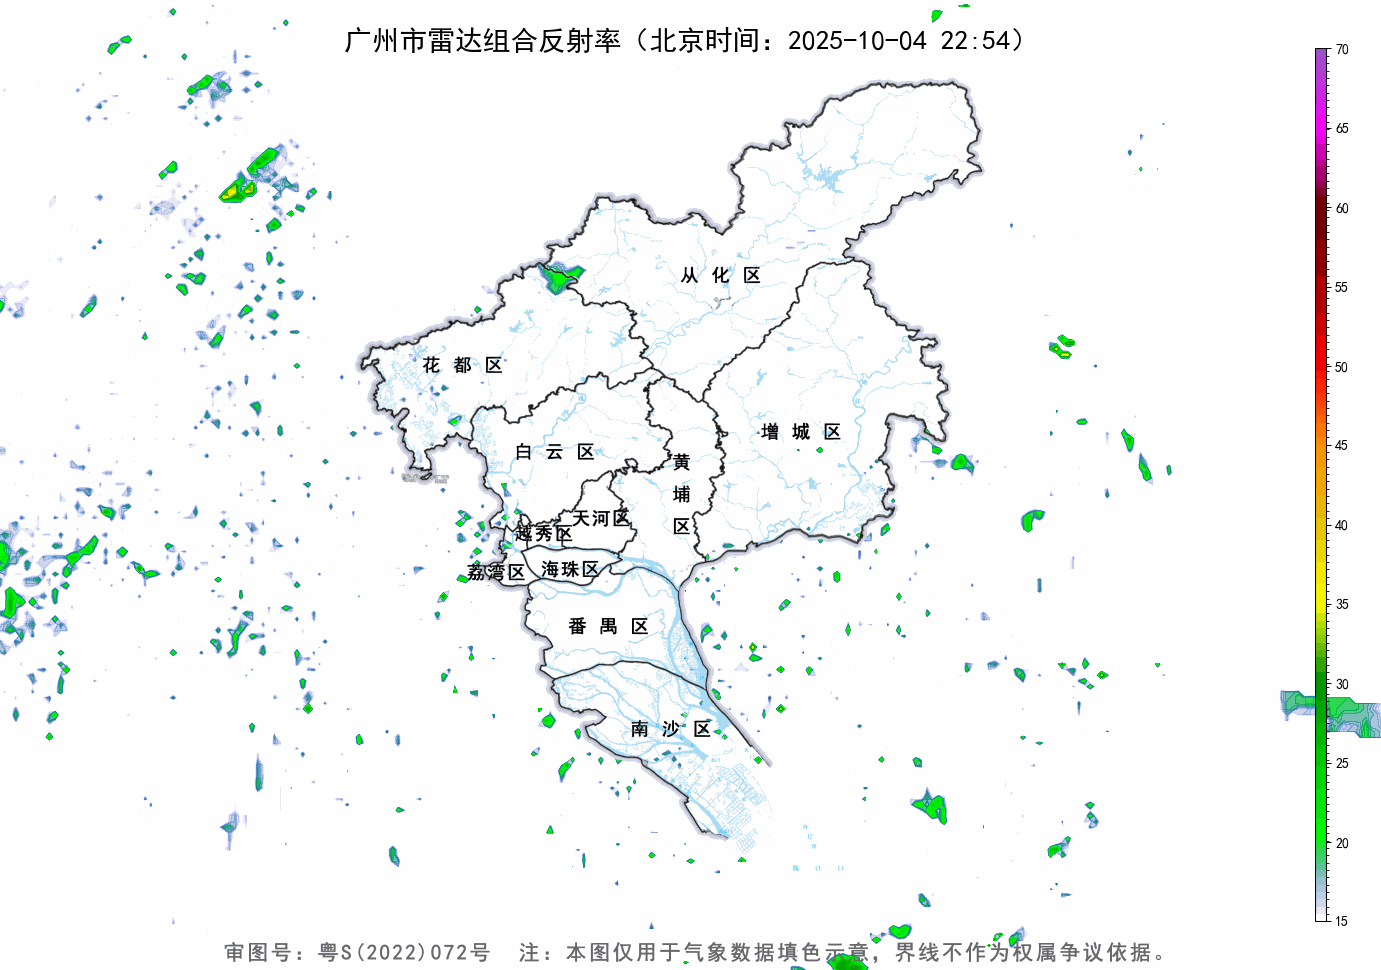 广州市雷达组合反射率（北京时间：2025-10-04 22:54）
70
65
60
55
50
45
40
35
30
25
20
15
从化区
花都区
增城区
白云区
黄埔区
天河区
越秀区
荔湾区
海珠区
番禺区
南沙区
审图号：粤S(2022)072号 注：本图仅用于气象数据填色示意，界线不作为权属争议依据。